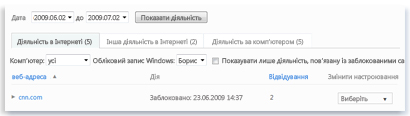 Дата 2009.06.02 до 2009.07.02 Показати діяльність
Діяльність в Інтернеті (5) Інша діяльність в Інтернеті (2) Діяльність за комп'ютером (5)
Комп'ютер: усі Обліковий запис Windows: Борис Показувати лише діяльність, пов'язану із заблокованими са
веб-адреса Дія Відвідування Змінити настроювання
cnn.com Заблоковано: 23.06.2009 14:37 2 Виберіть